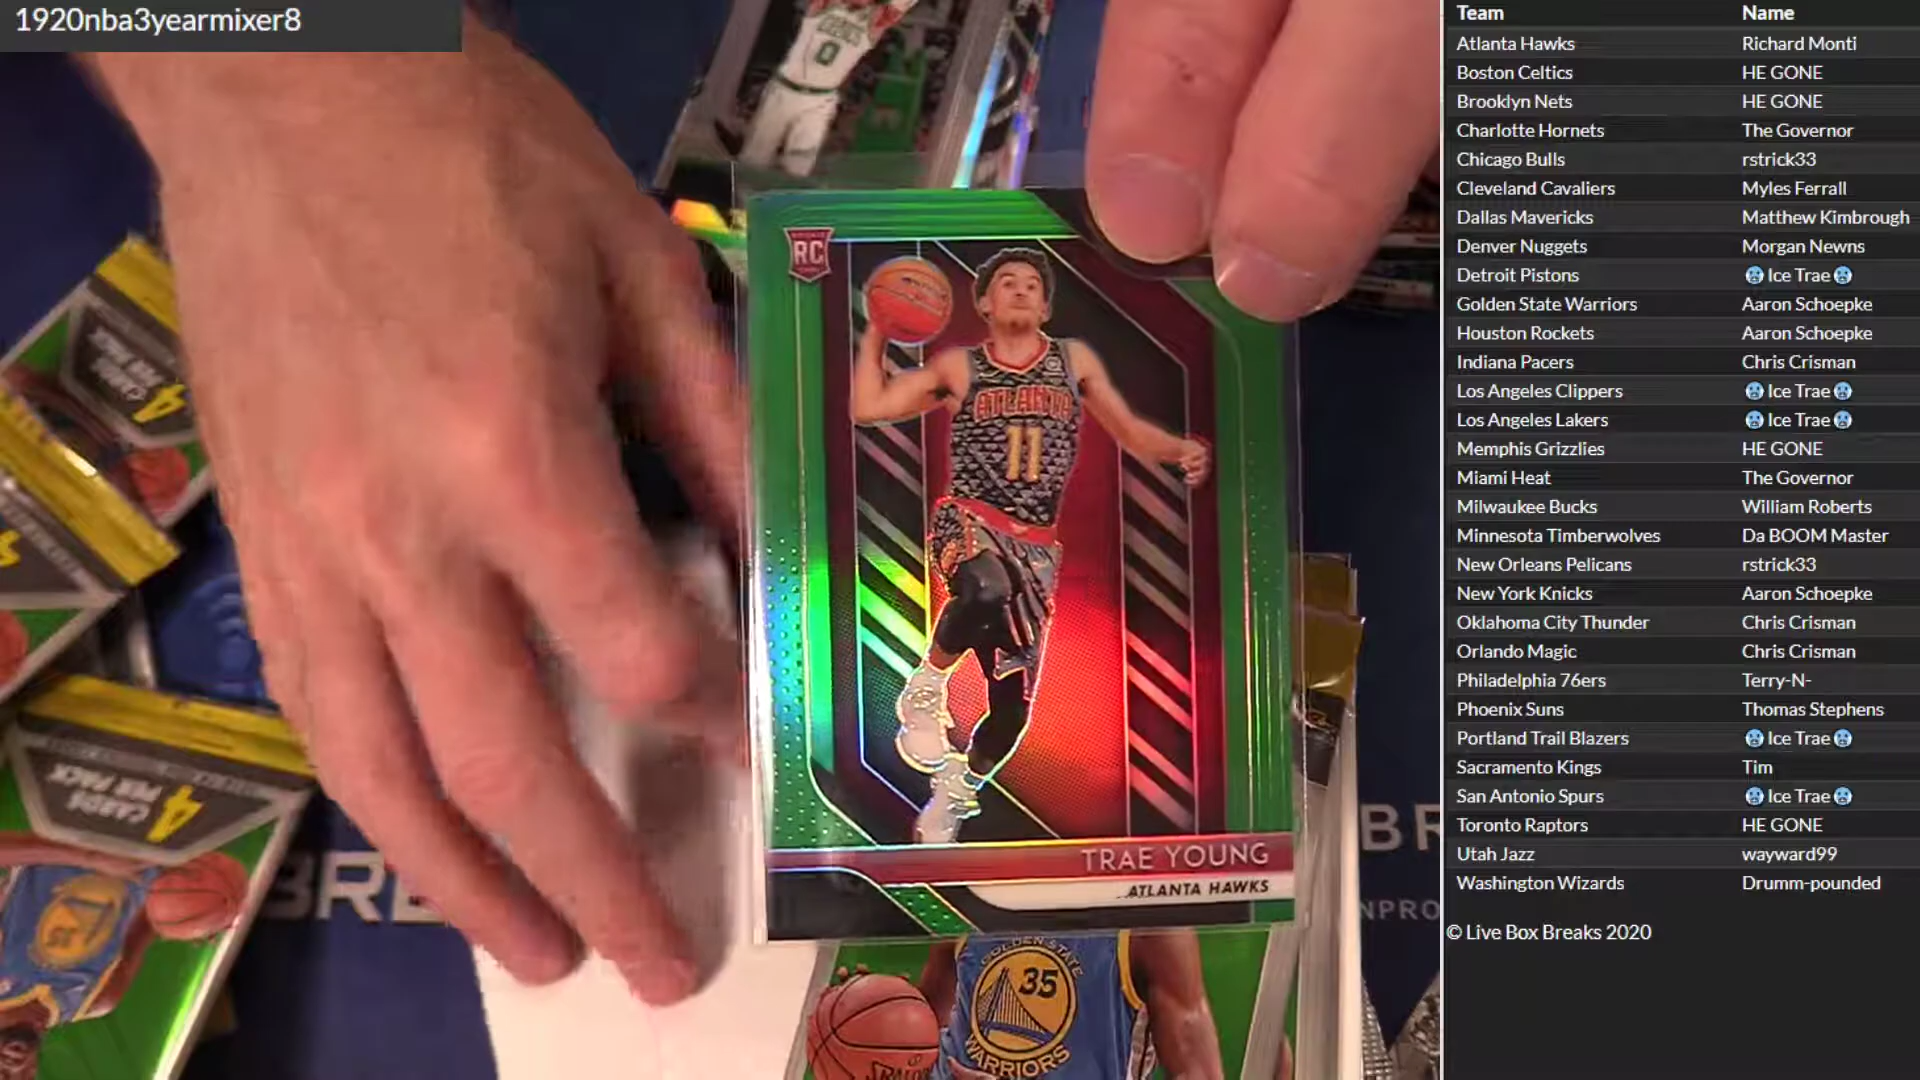 1920nba3yearmixer8
Team Name
Atlanta Hawks Richard Monti
Boston Celtics HE GONE
Brooklyn Nets HE GONE
Charlotte Hornets The Governor
Chicago Bulls rstrick33
Cleveland Cavaliers Myles Ferrall
Dallas Mavericks Matthew Kimbrough
Denver Nuggets Morgan Newns
Detroit Pistons 🥶 Ice Trae 🥶
Golden State Warriors Aaron Schoepke
Houston Rockets Aaron Schoepke
Indiana Pacers Chris Crisman
Los Angeles Clippers 🥶 Ice Trae 🥶
Los Angeles Lakers 🥶 Ice Trae 🥶
Memphis Grizzlies HE GONE
Miami Heat The Governor
Milwaukee Bucks William Roberts
Minnesota Timberwolves Da BOOM Master
New Orleans Pelicans rstrick33
New York Knicks Aaron Schoepke
Oklahoma City Thunder Chris Crisman
Orlando Magic Chris Crisman
Philadelphia 76ers Terry-N-
Phoenix Suns Thomas Stephens
Portland Trail Blazers 🥶 Ice Trae 🥶
Sacramento Kings Tim
San Antonio Spurs 🥶 Ice Trae 🥶
Toronto Raptors HE GONE
Utah Jazz wayward99
Washington Wizards Drumm-pounded
© Live Box Breaks 2020
0
RC
ATLANTA
11
TRAE YOUNG
ATLANTA HAWKS
4 CARDS
PER PACK
4 CARDS
PER PACK
35
GOLDEN STATE
35
WARRIORS